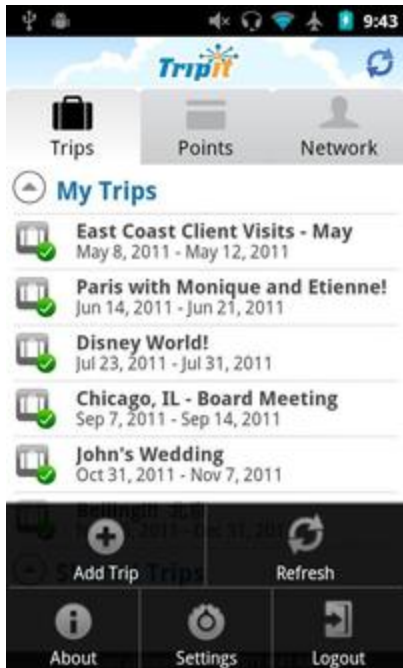 9:43
TripIt
Trips
Points
Network
My Trips
East Coast Client Visits - May
May 8, 2011 - May 12, 2011
Paris with Monique and Etienne!
Jun 14, 2011 - Jun 21, 2011
Disney World!
Jul 23, 2011 - Jul 31, 2011
Chicago, IL - Board Meeting
Sep 7, 2011 - Sep 14, 2011
John's Wedding
Oct 31, 2011 - Nov 7, 2011
Trips
Add Trip
Refresh
About
Settings
Logout